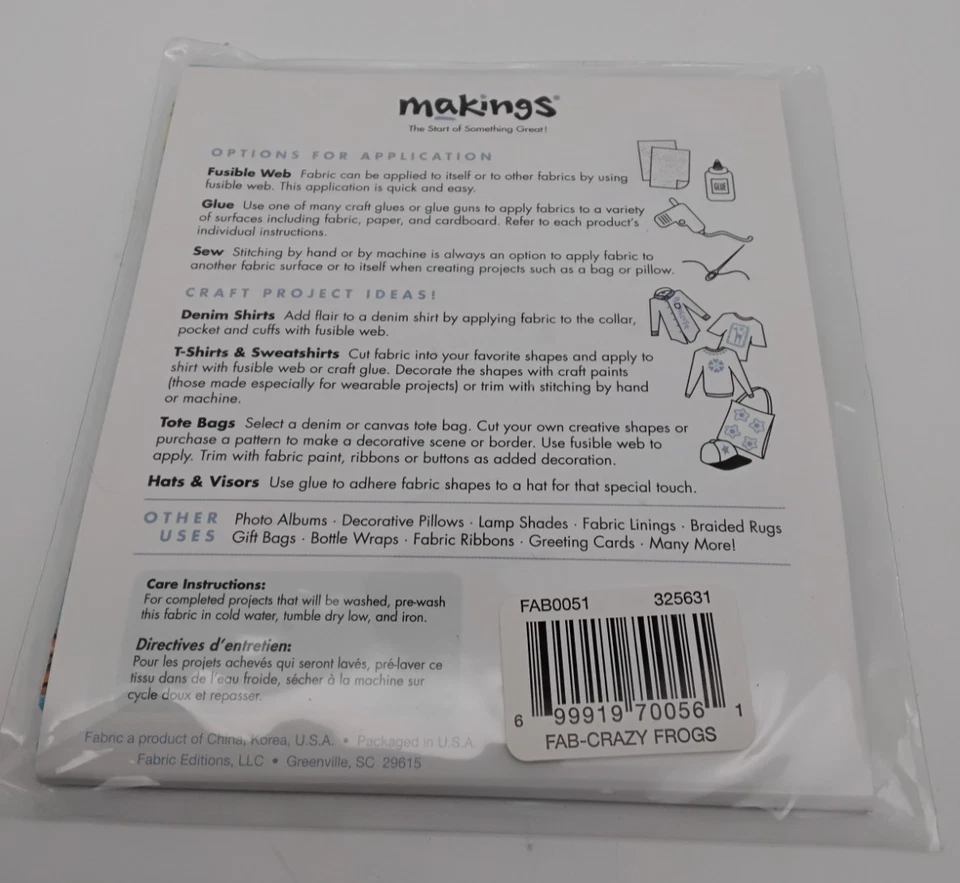 makings®
The Start of Something Great!
OPTIONS FOR APPLICATION
Fusible Web Fabric can be applied to itself or to other fabrics by using
fusible web. This application is quick and easy.
Glue Use one of many craft glues or glue guns to apply fabrics to a variety
of surfaces including fabric, paper, and cardboard. Refer to each product's
individual instructions.
Sew Stitching by hand or by machine is always an option to apply fabric to
another fabric surface or to itself when creating projects such as a bag or pillow.
GLUE
CRAFT PROJECT IDEAS!
Denim Shirts Add flair to a denim shirt by applying fabric to the collar,
pocket and cuffs with fusible web.
T-Shirts & Sweatshirts Cut fabric into your favorite shapes and apply to
shirt with fusible web or craft glue. Decorate the shapes with craft paints
(those made especially for wearable projects) or trim with stitching by hand
or machine.
Tote Bags Select a denim or canvas tote bag. Cut your own creative shapes or
purchase a pattern to make a decorative scene or border. Use fusible web to
apply. Trim with fabric paint, ribbons or buttons as added decoration.
Hats & Visors Use glue to adhere fabric shapes to a hat for that special touch.
OTHER USES
Photo Albums · Decorative Pillows · Lamp Shades · Fabric Linings · Braided Rugs
Gift Bags · Bottle Wraps · Fabric Ribbons · Greeting Cards · Many More!
Care Instructions:
For completed projects that will be washed, pre-wash
this fabric in cold water, tumble dry low, and iron.
Directives d'entretien:
Pour les projets achevés qui seront lavés, pré-laver ce
tissu dans de l'eau froide, sécher à la machine sur
cycle doux et repasser.
Fabric a product of China, Korea, U.S.A. • Packaged in U.S.A.
Fabric Editions, LLC • Greenville, SC 29615
FAB0051 325631
6 99919 70056 1
FAB-CRAZY FROGS